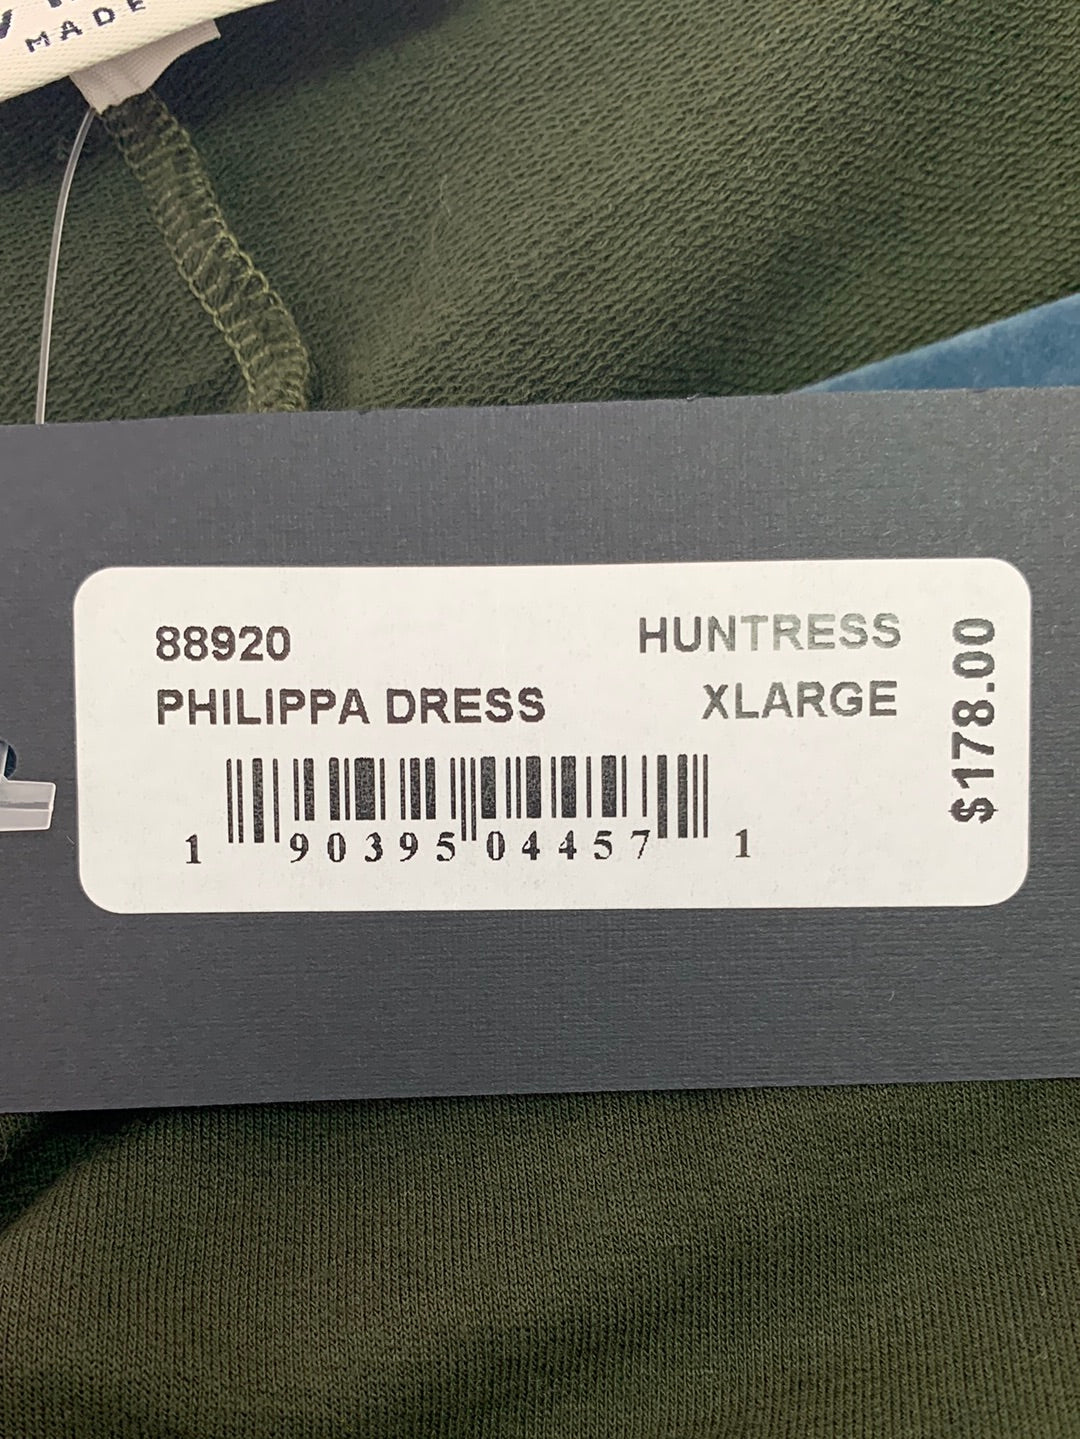 MADE
88920
HUNTRESS
PHILIPPA DRESS
XLARGE
$178.00
1 90395 04457 1